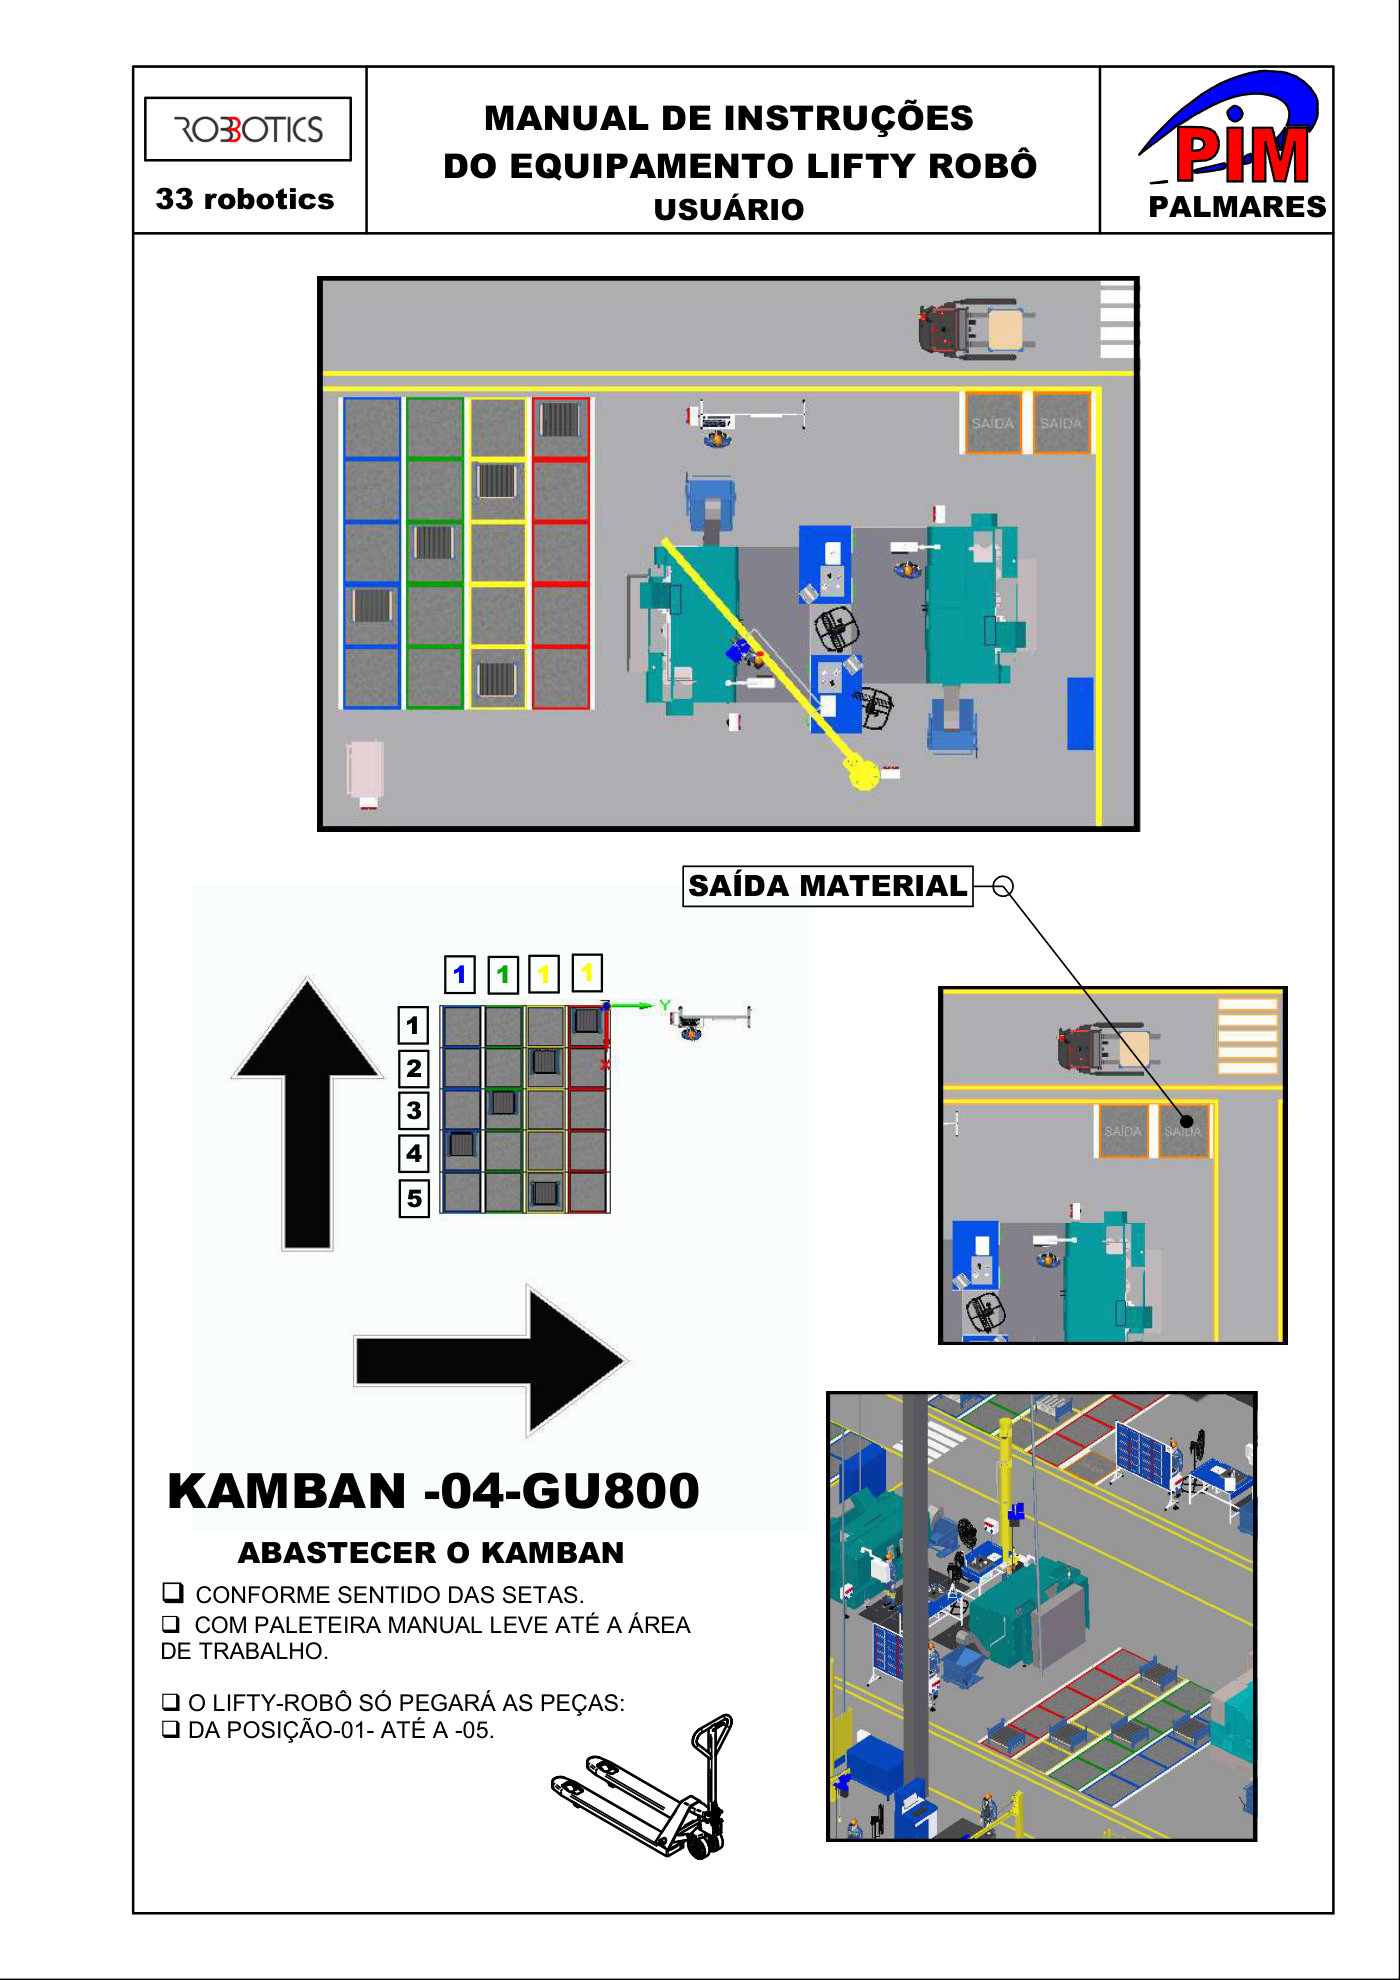 ROBOTICS
33 robotics
MANUAL DE INSTRUÇÕES
DO EQUIPAMENTO LIFTY ROBÔ
USUÁRIO
PIM
PALMARES
SAÍDA SAÍDA
SAÍDA MATERIAL
1 1 1 1
Y
X
1
2
3
4
5
SAÍDA SAÍDA
KAMBAN -04-GU800
ABASTECER O KAMBAN
❑ CONFORME SENTIDO DAS SETAS.
❑ COM PALETEIRA MANUAL LEVE ATÉ A ÁREA
DE TRABALHO.
❑ O LIFTY-ROBÔ SÓ PEGARÁ AS PEÇAS:
❑ DA POSIÇÃO-01- ATÉ A -05.